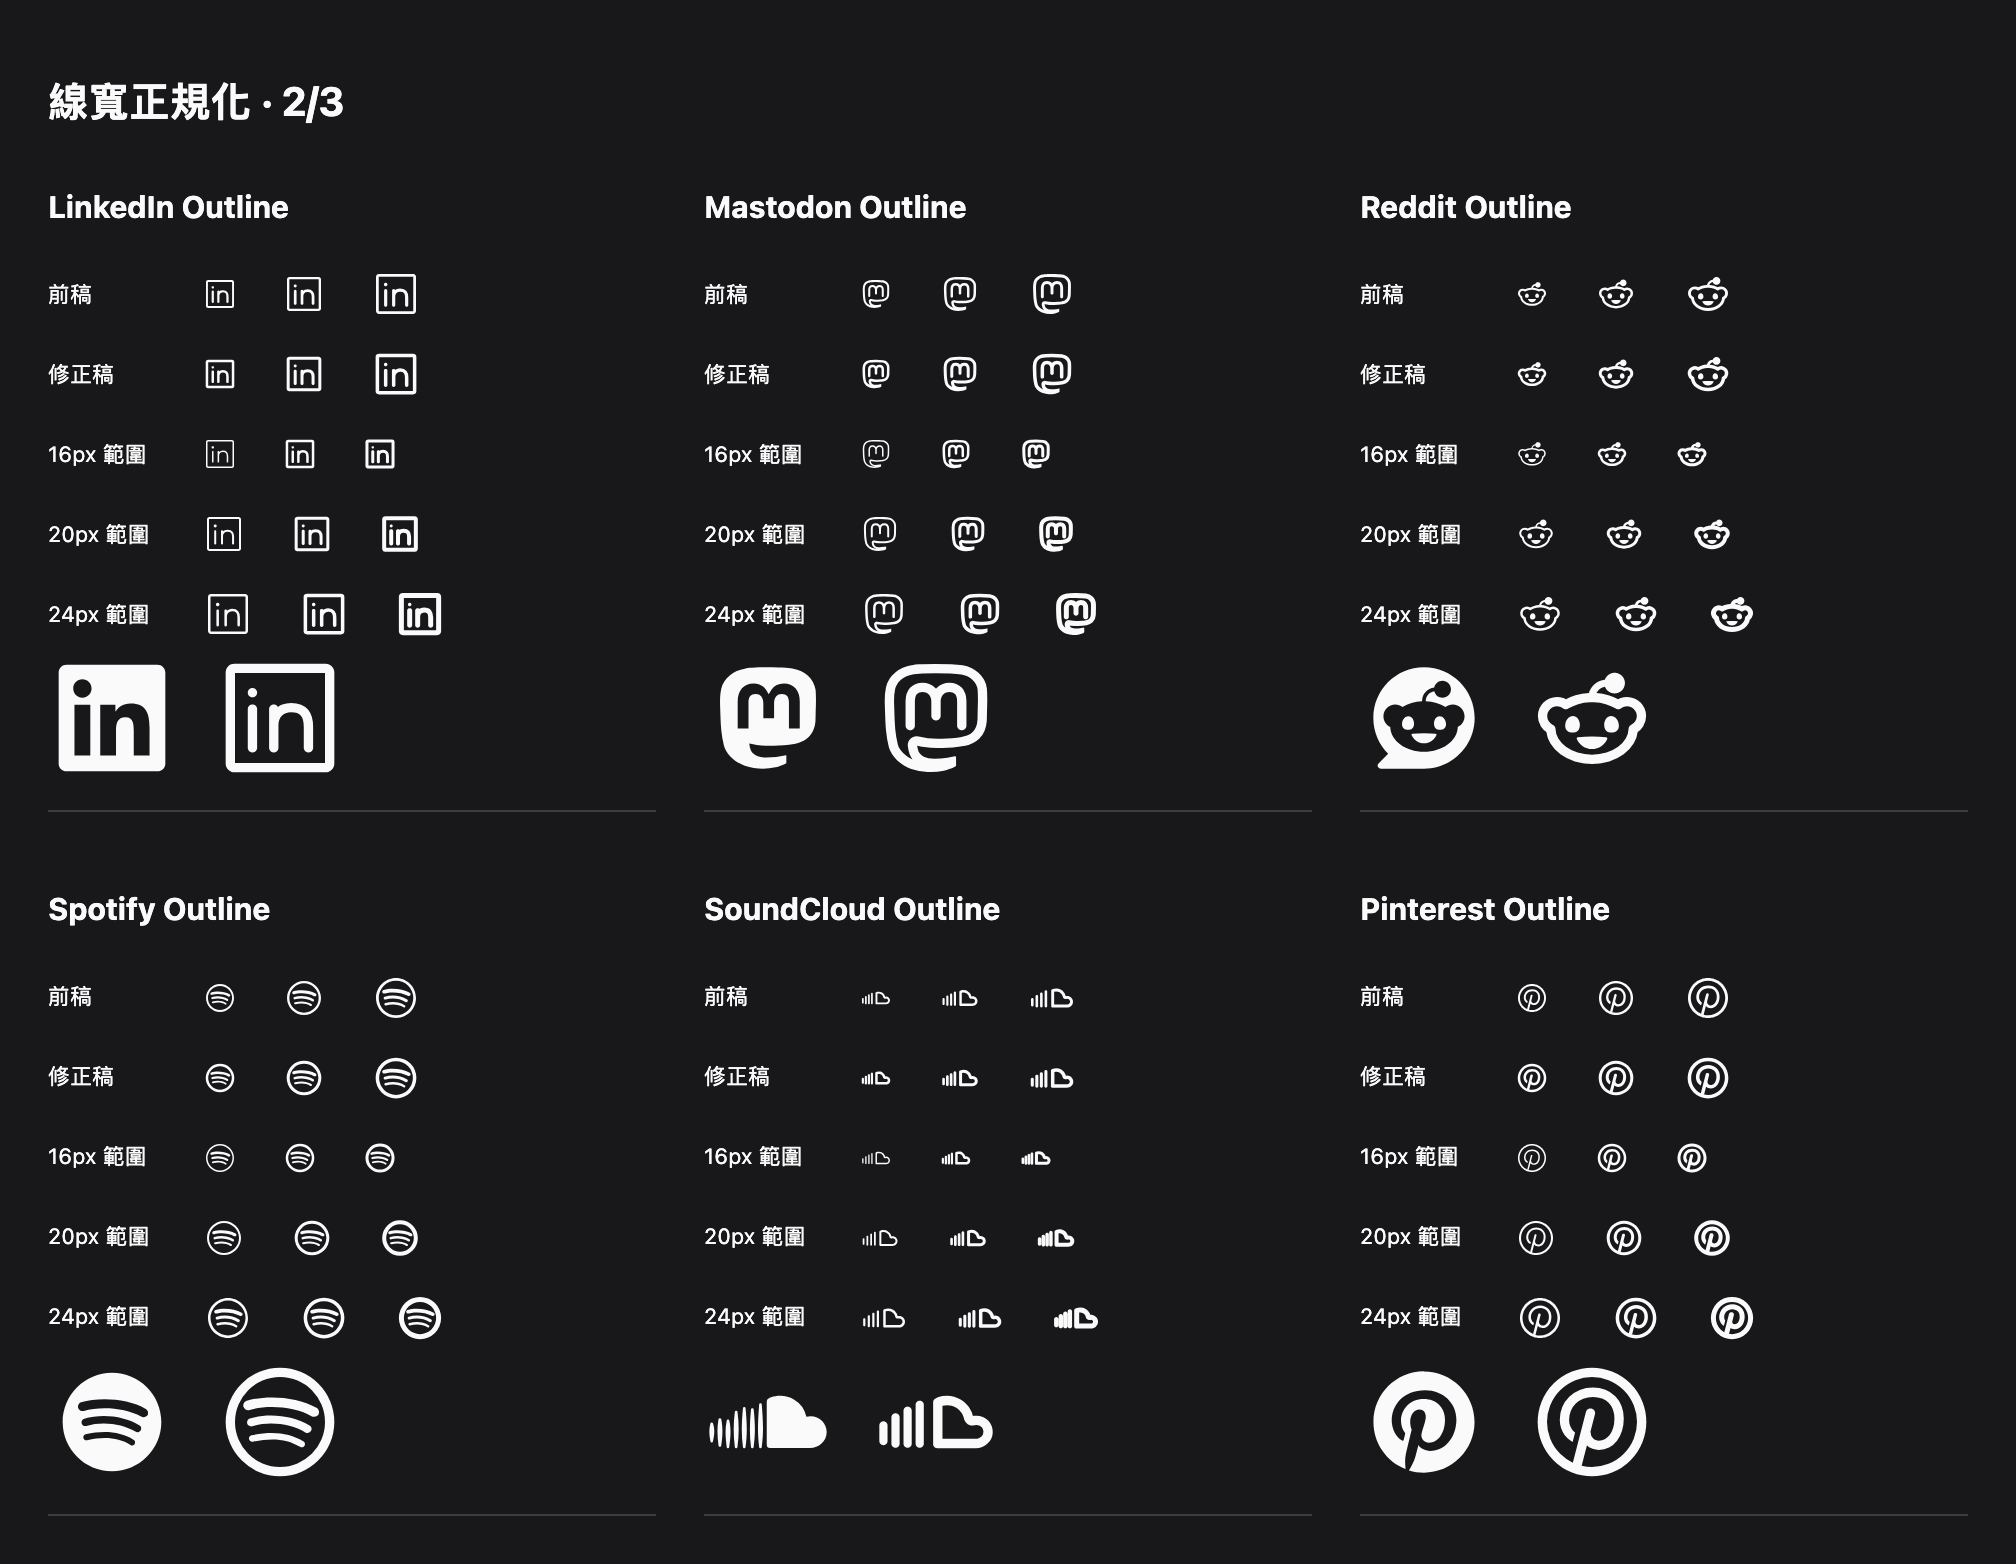 線寬正規化 · 2/3
LinkedIn Outline
前稿
修正稿
16px 範圍
20px 範圍
24px 範圍
Mastodon Outline
前稿
修正稿
16px 範圍
20px 範圍
24px 範圍
Reddit Outline
前稿
修正稿
16px 範圍
20px 範圍
24px 範圍
Spotify Outline
前稿
修正稿
16px 範圍
20px 範圍
24px 範圍
SoundCloud Outline
前稿
修正稿
16px 範圍
20px 範圍
24px 範圍
Pinterest Outline
前稿
修正稿
16px 範圍
20px 範圍
24px 範圍